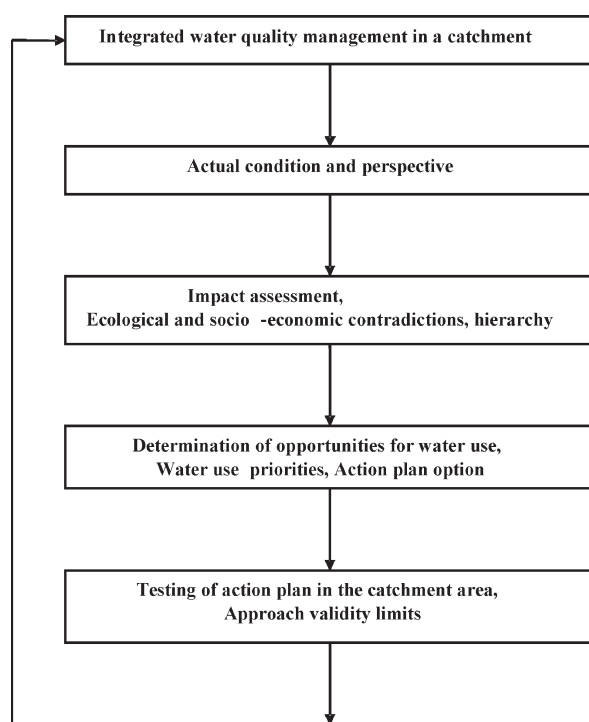 Integrated water quality management in a catchment
Actual condition and perspective
Impact assessment,
Ecological and socio -economic contradictions, hierarchy
Determination of opportunities for water use,
Water use priorities, Action plan option
Testing of action plan in the catchment area,
Approach validity limits